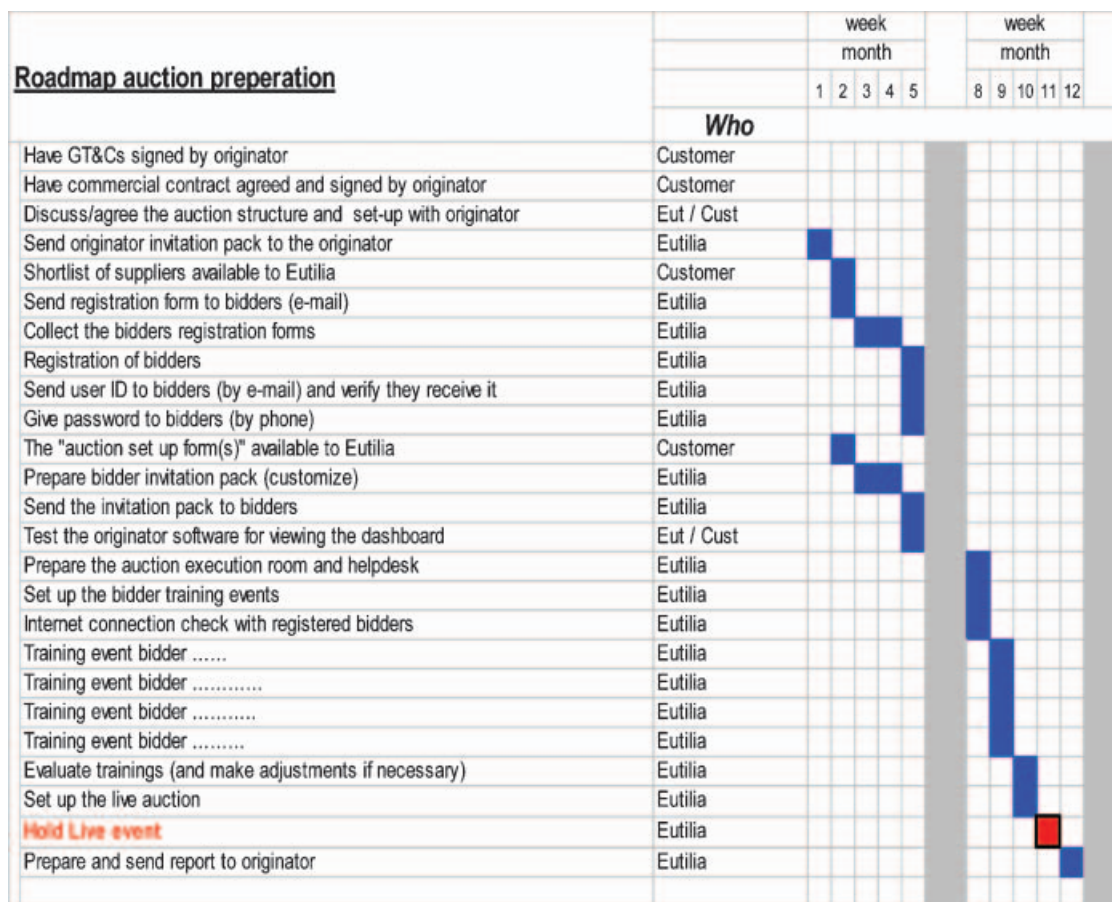 week week
month month
Roadmap auction preperation
1 2 3 4 5 8 9 10 11 12
Who
Have GT&Cs signed by originator Customer
Have commercial contract agreed and signed by originator Customer
Discuss/agree the auction structure and set-up with originator Eut / Cust
Send originator invitation pack to the originator Eutilia
Shortlist of suppliers available to Eutilia Customer
Send registration form to bidders (e-mail) Eutilia
Collect the bidders registration forms Eutilia
Registration of bidders Eutilia
Send user ID to bidders (by e-mail) and verify they receive it Eutilia
Give password to bidders (by phone) Eutilia
The "auction set up form(s)" available to Eutilia Customer
Prepare bidder invitation pack (customize) Eutilia
Send the invitation pack to bidders Eutilia
Test the originator software for viewing the dashboard Eut / Cust
Prepare the auction execution room and helpdesk Eutilia
Set up the bidder training events Eutilia
Internet connection check with registered bidders Eutilia
Training event bidder ...... Eutilia
Training event bidder ............ Eutilia
Training event bidder ........... Eutilia
Training event bidder ......... Eutilia
Evaluate trainings (and make adjustments if necessary) Eutilia
Set up the live auction Eutilia
Hold Live event Eutilia
Prepare and send report to originator Eutilia